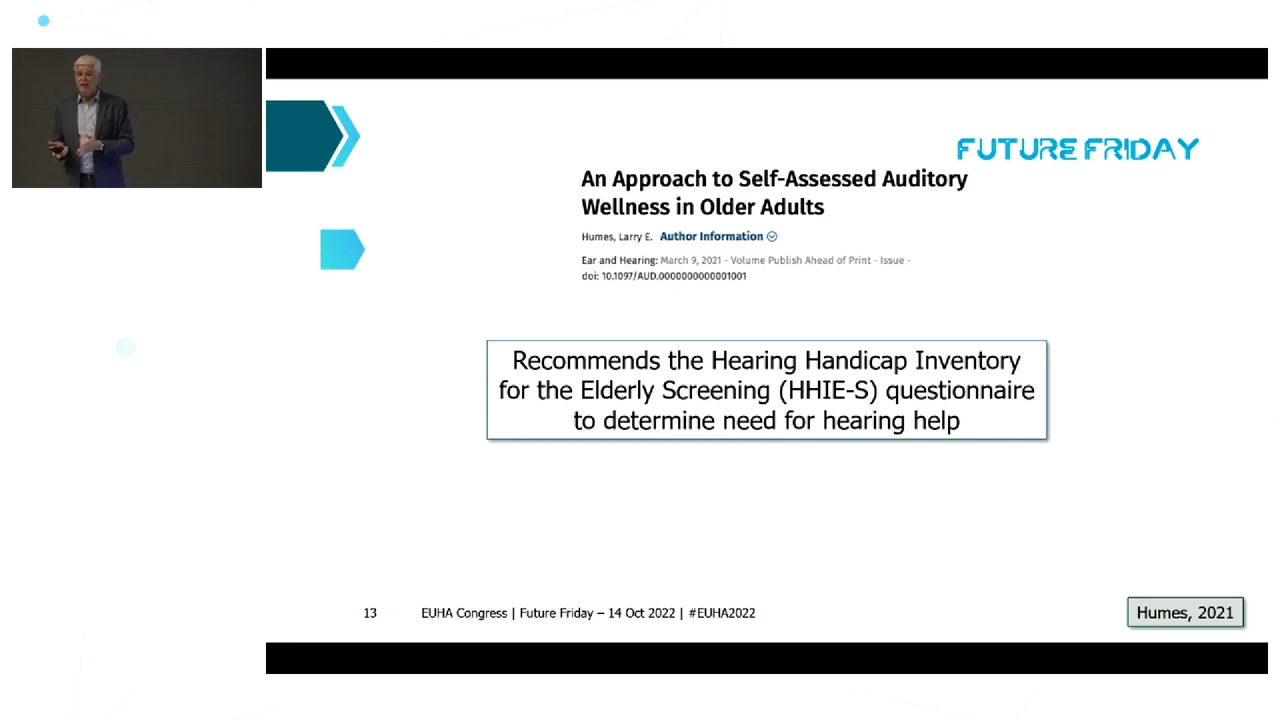 FUTURE FRIDAY
An Approach to Self-Assessed Auditory
Wellness in Older Adults
Humes, Larry E. Author Information
Ear and Hearing: March 9, 2021 - Volume Publish Ahead of Print - Issue -
doi: 10.1097/AUD.0000000000001001
Recommends the Hearing Handicap Inventory
for the Elderly Screening (HHIE-S) questionnaire
to determine need for hearing help
13 EUHA Congress | Future Friday – 14 Oct 2022 | #EUHA2022
Humes, 2021